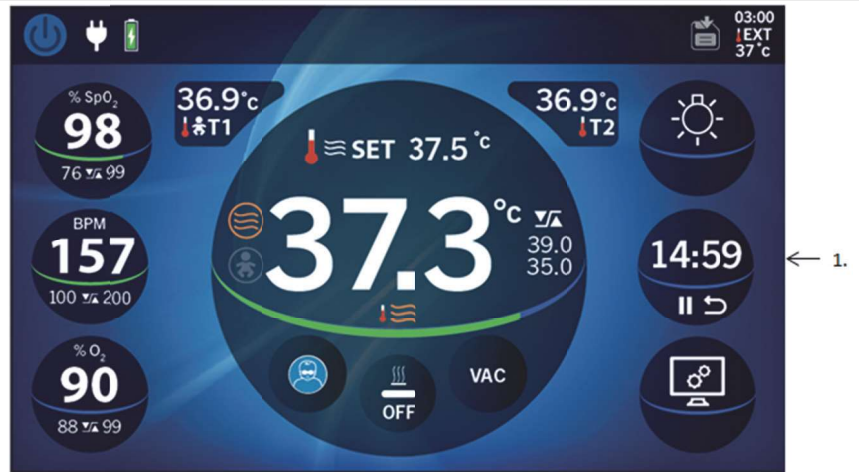 03:00
EXT
37°c
% SpO₂
98
76 99
36.9°c
T1
36.9°c
T2
SET 37.5°c
37.3°c
39.0
35.0
BPM
157
100 200
14:59
1.
% O₂
90
88 99
OFF
VAC